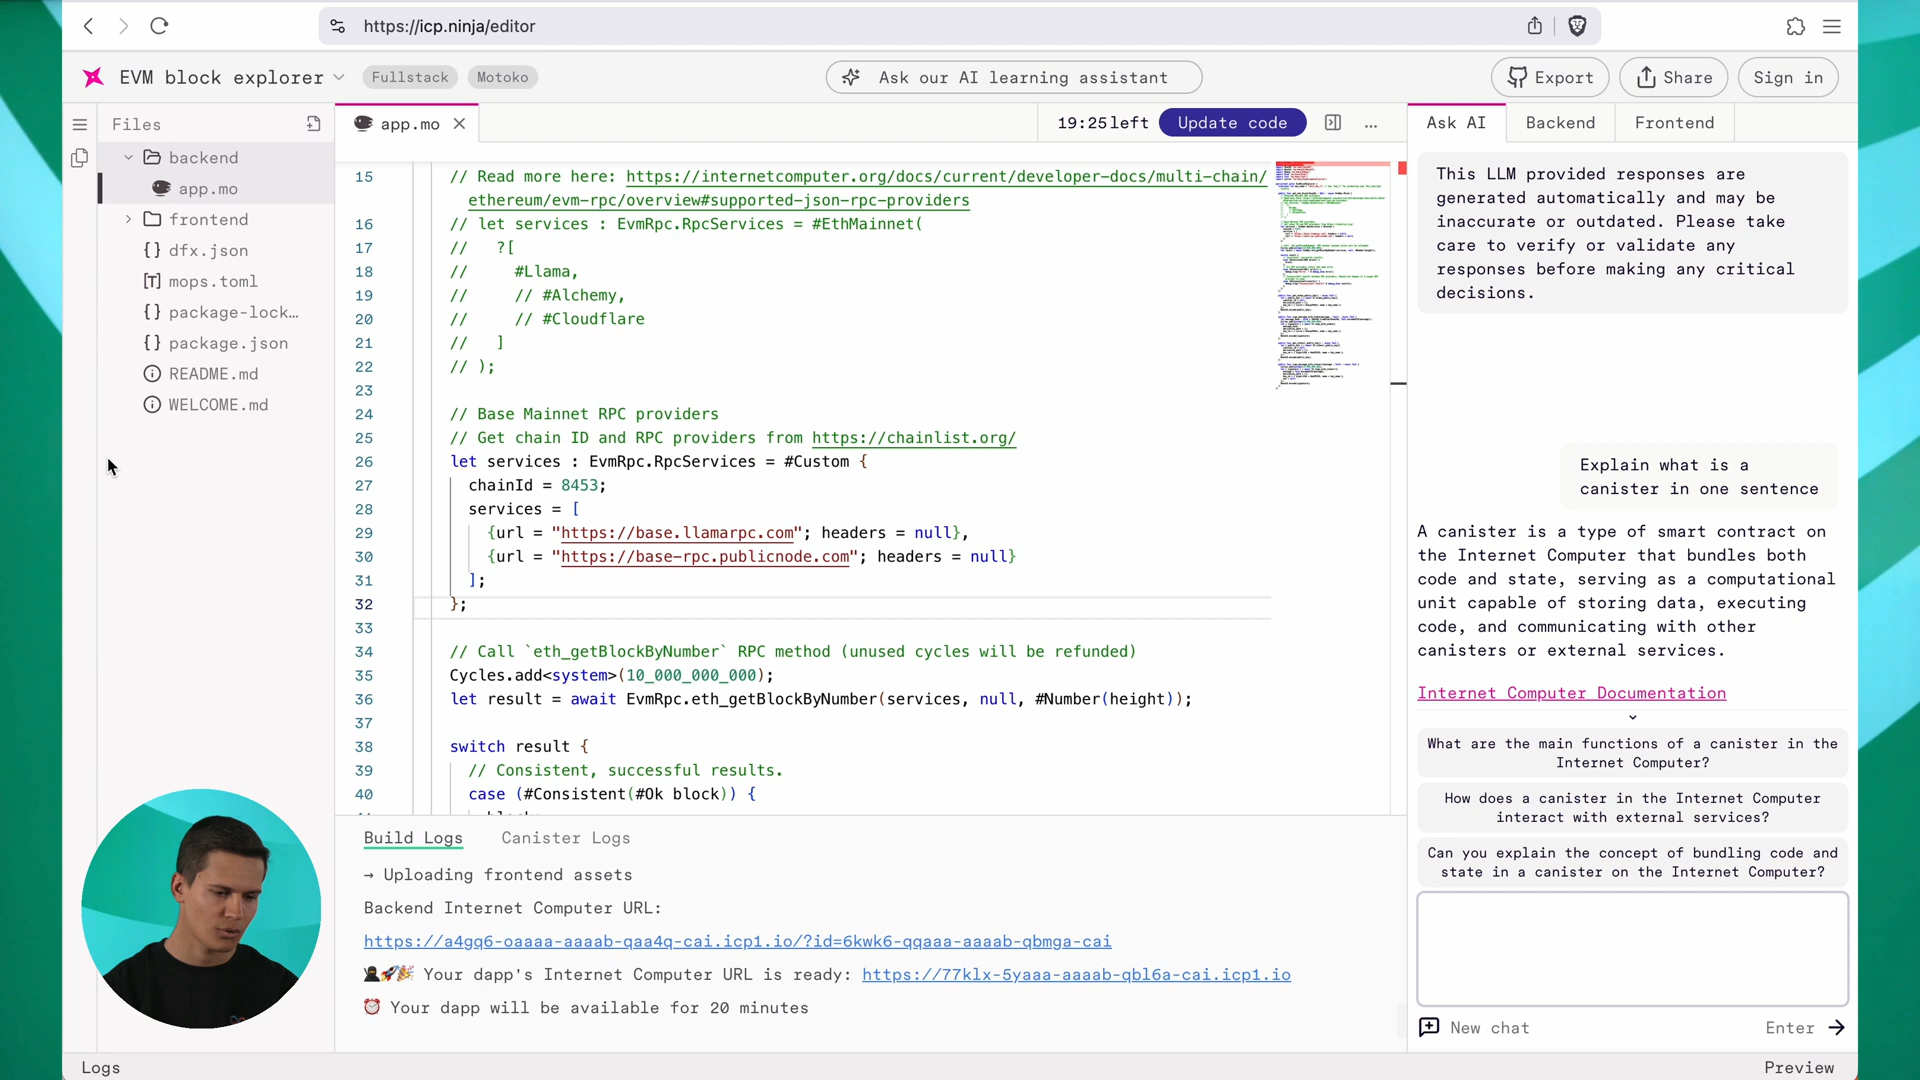 https://icp.ninja/editor
EVM block explorer
Fullstack
Motoko
Ask our AI learning assistant
Export
Share
Sign in
Files
backend
app.mo
frontend
dfx.json
mops.toml
package-lock…
package.json
README.md
WELCOME.md
app.mo
19:25left
Update code
...
15 // Read more here: https://internetcomputer.org/docs/current/developer-docs/multi-chain/
ethereum/evm-rpc/overview#supported-json-rpc-providers
16 // let services : EvmRpc.RpcServices = #EthMainnet(
17 //   ?[
18 //     #Llama,
19 //     // #Alchemy,
20 //     // #Cloudflare
21 //   ]
22 // );
23
24 // Base Mainnet RPC providers
25 // Get chain ID and RPC providers from https://chainlist.org/
26 let services : EvmRpc.RpcServices = #Custom {
27 chainId = 8453;
28 services = [
29 {url = "https://base.llamarpc.com"; headers = null},
30 {url = "https://base-rpc.publicnode.com"; headers = null}
31 ];
32 };
33
34 // Call `eth_getBlockByNumber` RPC method (unused cycles will be refunded)
35 Cycles.add<system>(10_000_000_000);
36 let result = await EvmRpc.eth_getBlockByNumber(services, null, #Number(height));
37
38 switch result {
39 // Consistent, successful results.
40 case (#Consistent(#Ok block)) {
Build Logs
Canister Logs
→ Uploading frontend assets
Backend Internet Computer URL:
https://a4gq6-oaaaa-aaaab-qaa4q-cai.icp1.io/?id=6kwk6-qqaaa-aaaab-qbmga-cai
🥷🚀🎉 Your dapp's Internet Computer URL is ready: https://77klx-5yaaa-aaaab-qbl6a-cai.icp1.io
⏰ Your dapp will be available for 20 minutes
Logs
Ask AI
Backend
Frontend
This LLM provided responses are
generated automatically and may be
inaccurate or outdated. Please take
care to verify or validate any
responses before making any critical
decisions.
Explain what is a
canister in one sentence
A canister is a type of smart contract on
the Internet Computer that bundles both
code and state, serving as a computational
unit capable of storing data, executing
code, and communicating with other
canisters or external services.
Internet Computer Documentation
What are the main functions of a canister in the
Internet Computer?
How does a canister in the Internet Computer
interact with external services?
Can you explain the concept of bundling code and
state in a canister on the Internet Computer?
New chat
Enter →
Preview